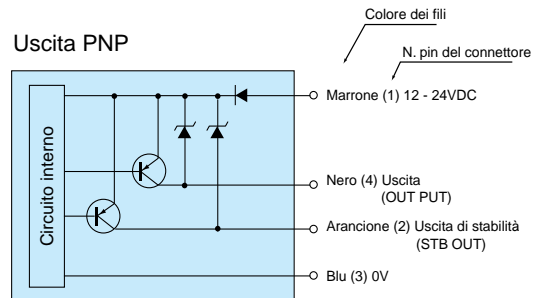 Colore dei fili
Uscita PNP
N. pin del connettore
Marrone (1) 12 - 24VDC
Circuito interno
Nero (4) Uscita
(OUT PUT)
Arancione (2) Uscita di stabilità
(STB OUT)
Blu (3) 0V